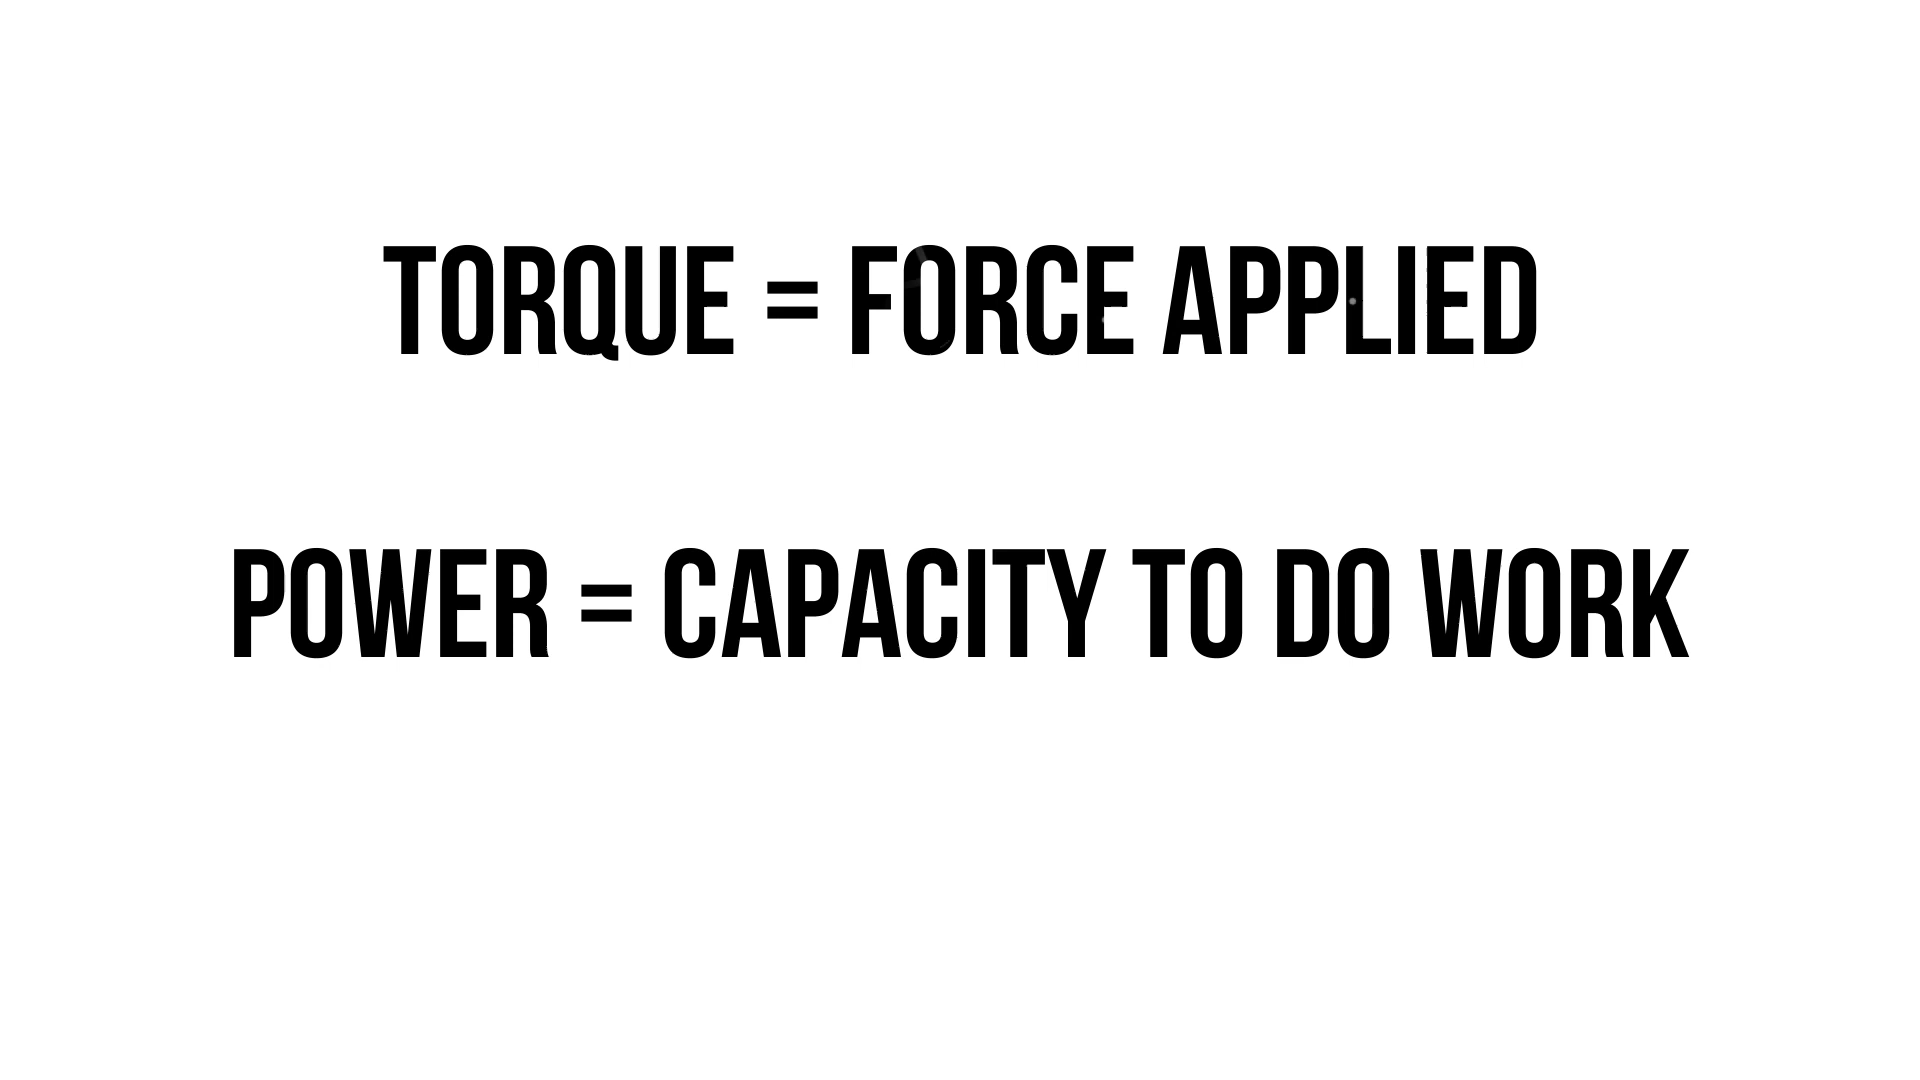 TORQUE = FORCE APPLIED
POWER = CAPACITY TO DO WORK